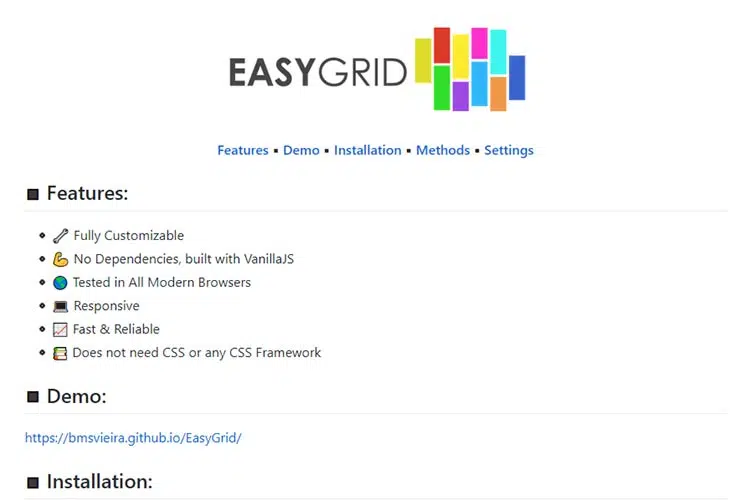 EASYGRID
Features ▪ Demo ▪ Installation ▪ Methods ▪ Settings
Features:
Fully Customizable
No Dependencies, built with VanillaJS
Tested in All Modern Browsers
Responsive
Fast & Reliable
Does not need CSS or any CSS Framework
Demo:
https://bmsvieira.github.io/EasyGrid/
Installation: